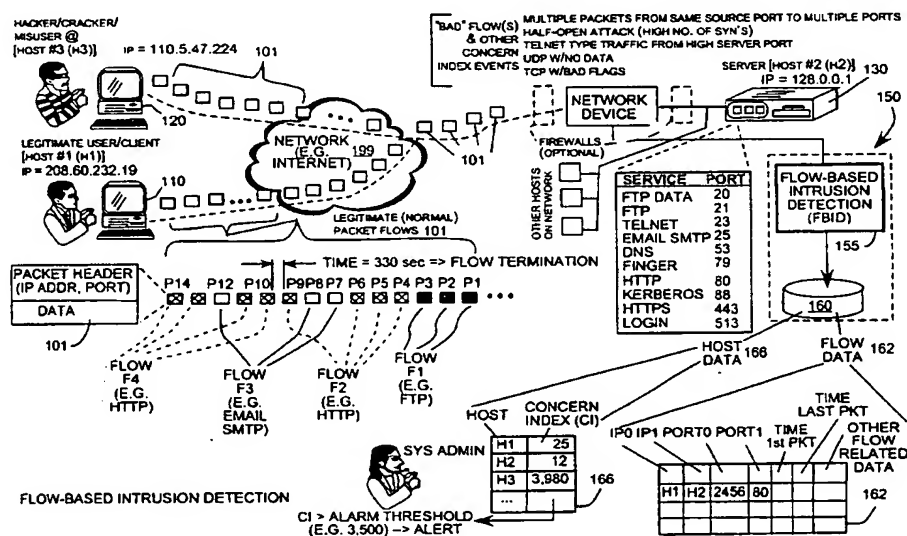 HACKER/CRACKER/
MISUSER @
[HOST #3 (H3)]
IP = 110.5.47.224
101
120
"BAD" FLOW(S)
& OTHER
CONCERN
INDEX EVENTS
MULTIPLE PACKETS FROM SAME SOURCE PORT TO MULTIPLE PORTS
HALF-OPEN ATTACK (HIGH NO. OF SYN'S)
TELNET TYPE TRAFFIC FROM HIGH SERVER PORT
UDP W/NO DATA
TCP W/BAD FLAGS
SERVER [HOST #2 (H2)]
IP = 128.0.0.1
130
150
NETWORK
DEVICE
FIREWALLS
(OPTIONAL)
101
NETWORK
(E.G.
INTERNET)
199
LEGITIMATE USER/CLIENT
[HOST #1 (H1)]
IP = 208.60.232.19
110
OTHER HOSTS
ON NETWORK
SERVICE PORT
FTP DATA 20
FTP 21
TELNET 23
EMAIL SMTP 25
DNS 53
FINGER 79
HTTP 80
KERBEROS 88
HTTPS 443
LOGIN 513
FLOW-BASED
INTRUSION
DETECTION
(FBID)
155
160
LEGITIMATE (NORMAL)
PACKET FLOWS 101
TIME = 330 sec => FLOW TERMINATION
PACKET HEADER
(IP ADDR, PORT)
DATA
101
P14 P12 P10 P9 P8 P7 P6 P5 P4 P3 P2 P1
FLOW
F4
(E.G.
HTTP)
FLOW
F3
(E.G.
EMAIL
SMTP)
FLOW
F2
(E.G.
HTTP)
FLOW
F1
(E.G.
FTP)
HOST
DATA 166
FLOW
DATA 162
HOST
CONCERN
INDEX (CI)
H1 25
H2 12
H3 3,980
...
166
SYS ADMIN
CI > ALARM THRESHOLD
(E.G. 3,500) --> ALERT
FLOW-BASED INTRUSION DETECTION
IP0 IP1 PORT0 PORT1
TIME
1st PKT
TIME
LAST PKT
OTHER
FLOW
RELATED
DATA
H1 H2 2456 80
162